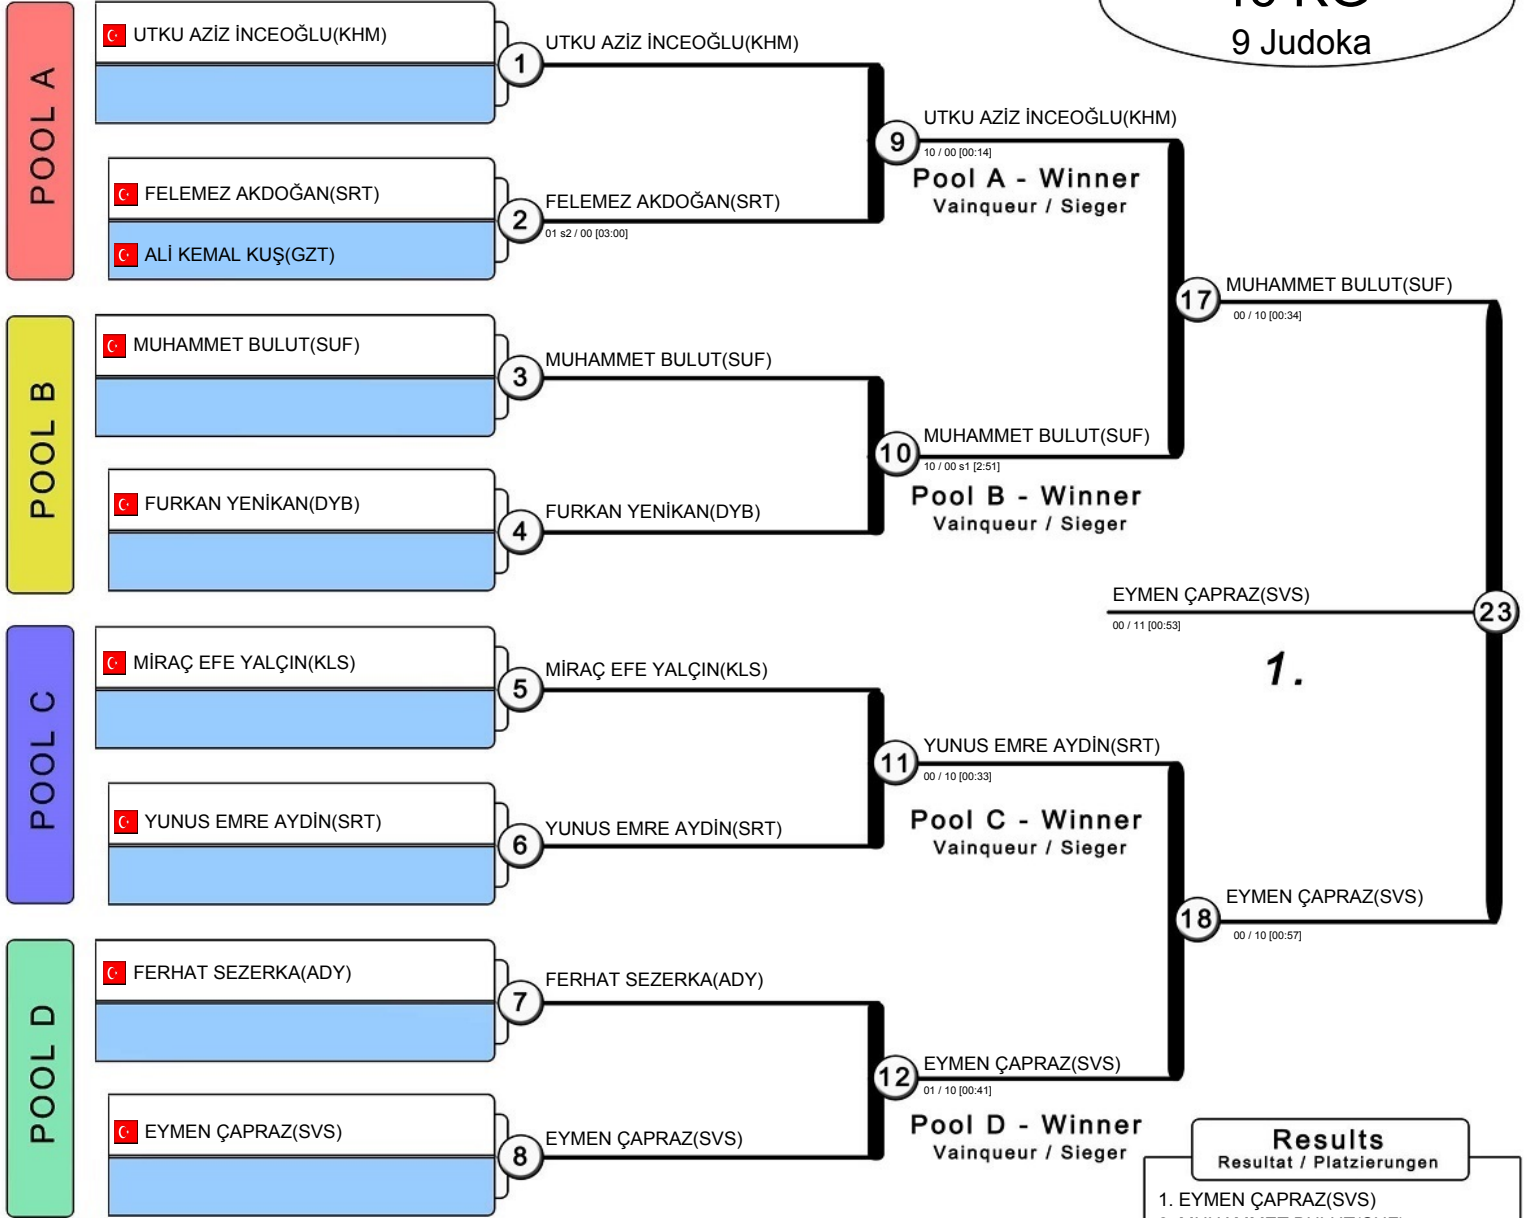 9 Judoka
POOL A
UTKU AZİZ İNCEOĞLU(KHM)
1
UTKU AZİZ İNCEOĞLU(KHM)
FELEMEZ AKDOĞAN(SRT)
ALİ KEMAL KUŞ(GZT)
2
FELEMEZ AKDOĞAN(SRT)
01 s2 / 00 [03:00]
9
UTKU AZİZ İNCEOĞLU(KHM)
10 / 00 [00:14]
Pool A - Winner
Vainqueur / Sieger
POOL B
MUHAMMET BULUT(SUF)
3
MUHAMMET BULUT(SUF)
FURKAN YENİKAN(DYB)
4
FURKAN YENİKAN(DYB)
10
MUHAMMET BULUT(SUF)
10 / 00 s1 [2:51]
Pool B - Winner
Vainqueur / Sieger
17
MUHAMMET BULUT(SUF)
00 / 10 [00:34]
EYMEN ÇAPRAZ(SVS)
00 / 11 [00:53]
23
1.
POOL C
MİRAÇ EFE YALÇIN(KLS)
5
MİRAÇ EFE YALÇIN(KLS)
YUNUS EMRE AYDİN(SRT)
6
YUNUS EMRE AYDİN(SRT)
11
YUNUS EMRE AYDİN(SRT)
00 / 10 [00:33]
Pool C - Winner
Vainqueur / Sieger
18
EYMEN ÇAPRAZ(SVS)
00 / 10 [00:57]
POOL D
FERHAT SEZERKA(ADY)
7
FERHAT SEZERKA(ADY)
EYMEN ÇAPRAZ(SVS)
8
EYMEN ÇAPRAZ(SVS)
12
EYMEN ÇAPRAZ(SVS)
01 / 10 [00:41]
Pool D - Winner
Vainqueur / Sieger
Results
Resultat / Platzierungen
1. EYMEN ÇAPRAZ(SVS)